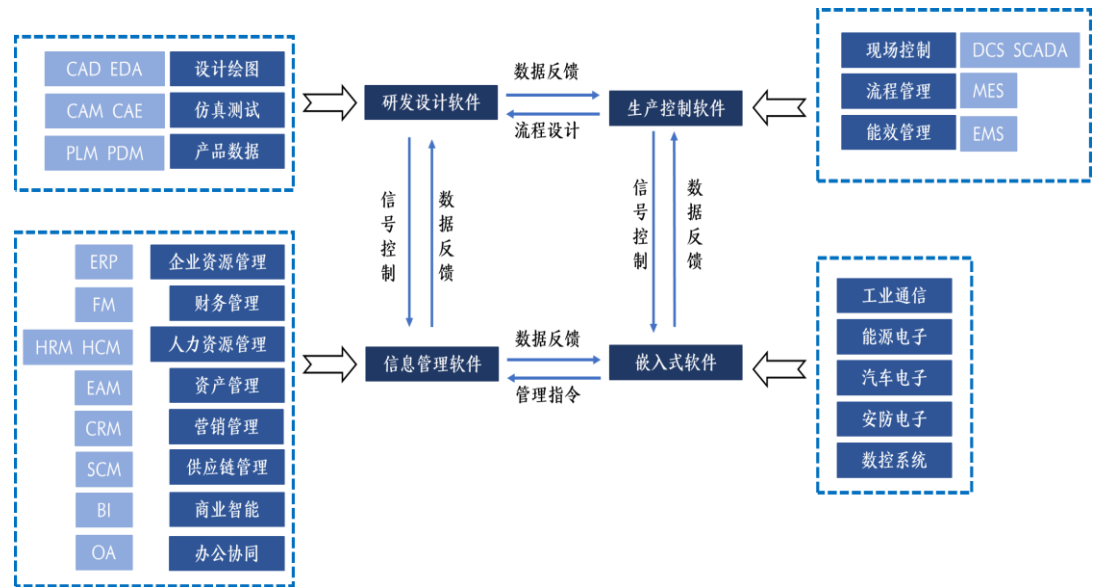 CAD EDA 设计绘图
CAM CAE 仿真测试
PLM PDM 产品数据
研发设计软件
数据反馈
流程设计
生产控制软件
现场控制 DCS SCADA
流程管理 MES
能效管理 EMS
信号控制
数据反馈
信号控制
数据反馈
ERP 企业资源管理
FM 财务管理
HRM HCM 人力资源管理
EAM 资产管理
CRM 营销管理
SCM 供应链管理
BI 商业智能
OA 办公协同
信息管理软件
数据反馈
管理指令
嵌入式软件
工业通信
能源电子
汽车电子
安防电子
数控系统